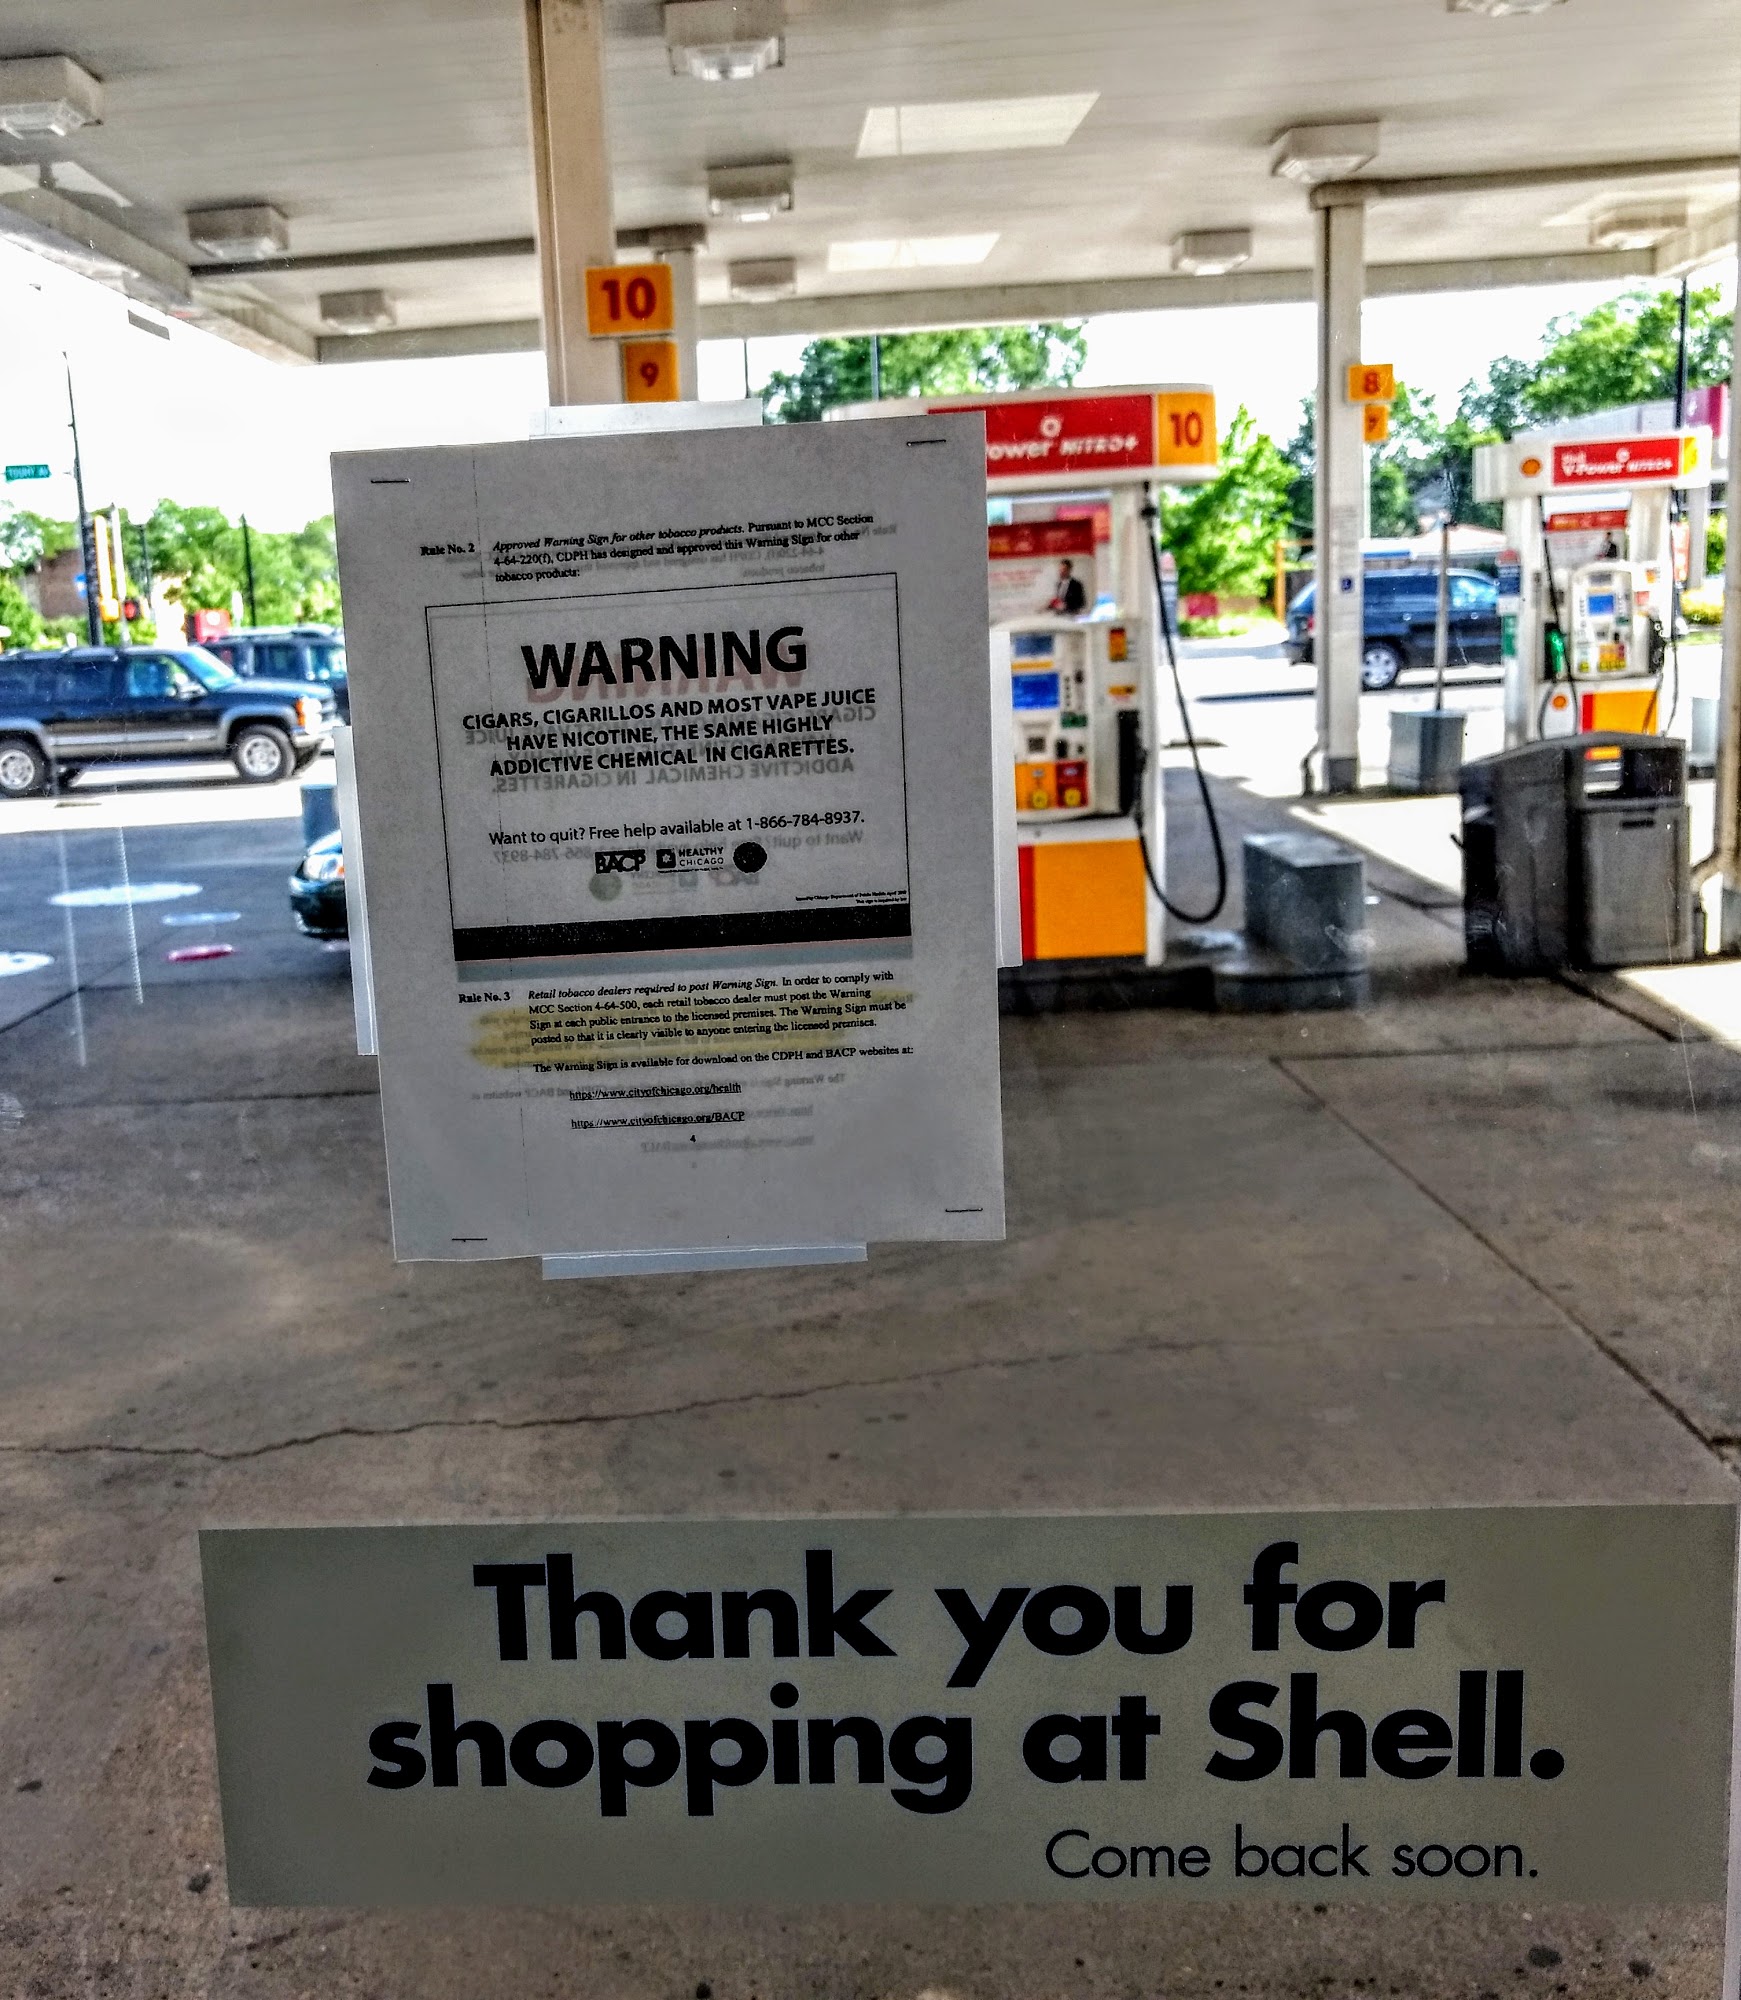 10
9
8
7
TOUHY AV
10
Power NITRO+
V-Power NITRO+
Rule No. 2 Approved Warning Sign for other tobacco products. Pursuant to MCC Section
4-64-220(f), CDPH has designed and approved this Warning Sign for other
tobacco products:
WARNING
CIGARS, CIGARILLOS AND MOST VAPE JUICE
HAVE NICOTINE, THE SAME HIGHLY
ADDICTIVE CHEMICAL IN CIGARETTES.
Want to quit? Free help available at 1-866-784-8937.
BACP HEALTHY
CHICAGO
Rule No. 3 Retail tobacco dealers required to post Warning Sign. In order to comply with
MCC Section 4-64-500, each retail tobacco dealer must post the Warning
Sign at each public entrance to the licensed premises. The Warning Sign must be
posted so that it is clearly visible to anyone entering the licensed premises.
The Warning Sign is available for download on the CDPH and BACP websites at:
https://www.cityofchicago.org/health
https://www.cityofchicago.org/BACP
4
Thank you for
shopping at Shell.
Come back soon.